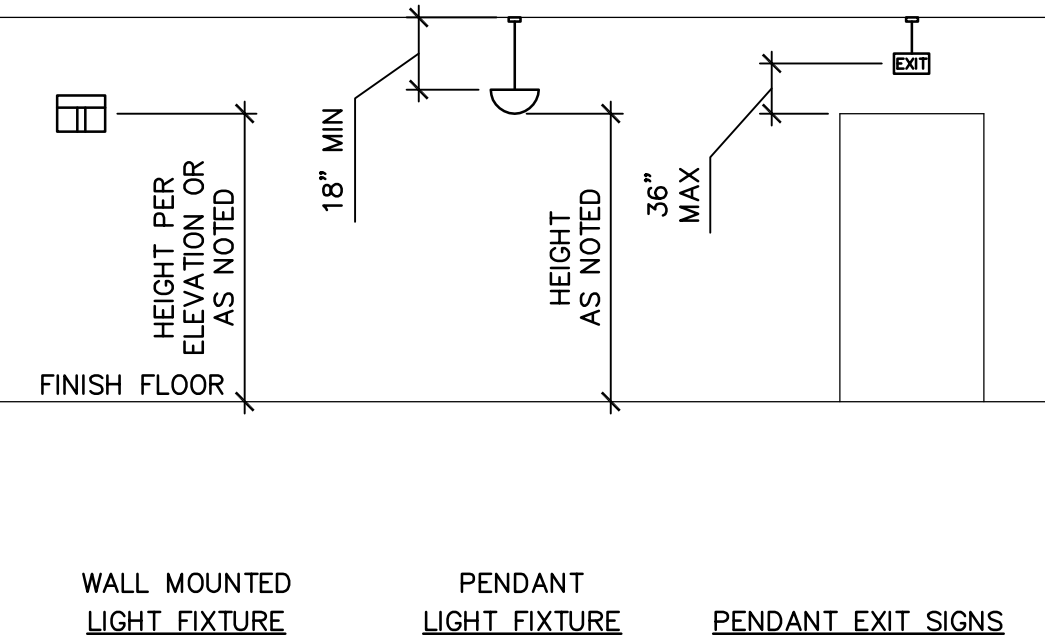 EXIT
18” MIN
36”
MAX
HEIGHT PER
ELEVATION OR
AS NOTED
HEIGHT
AS NOTED
FINISH FLOOR
WALL MOUNTED
LIGHT FIXTURE
PENDANT
LIGHT FIXTURE
PENDANT EXIT SIGNS